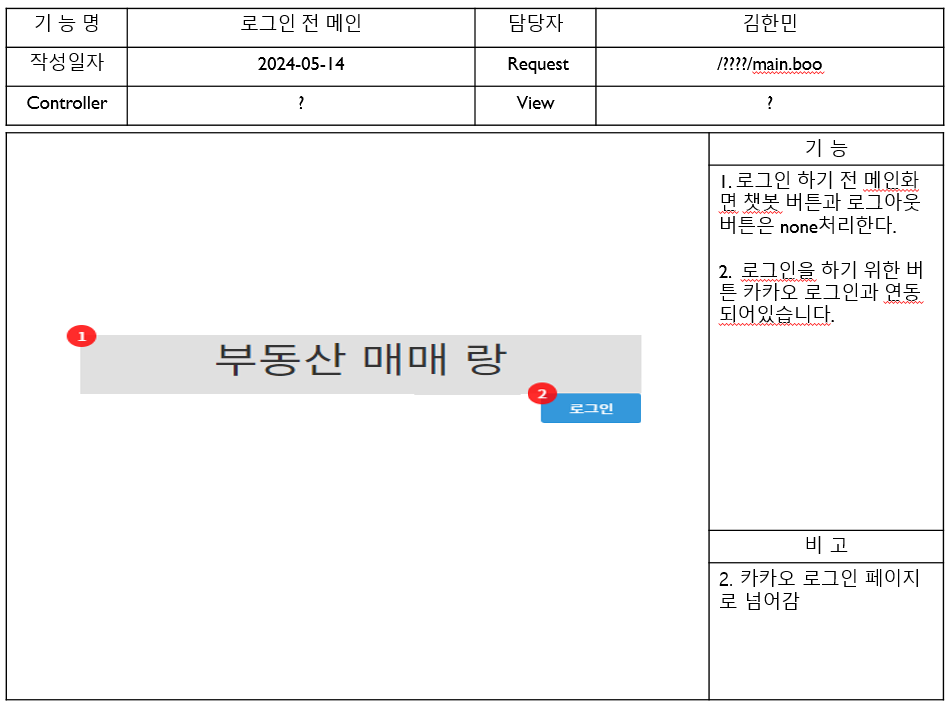 기 능 명 로그인 전 메인 담당자 김한민
작성일자 2024-05-14 Request /????/main.boo
Controller ? View ?
기 능
1. 로그인 하기 전 메인화
면 챗봇 버튼과 로그아웃
버튼은 none처리한다.
2. 로그인을 하기 위한 버
튼 카카오 로그인과 연동
되어있습니다.
1
부동산 매매 랑
2
로그인
비 고
2. 카카오 로그인 페이지
로 넘어감